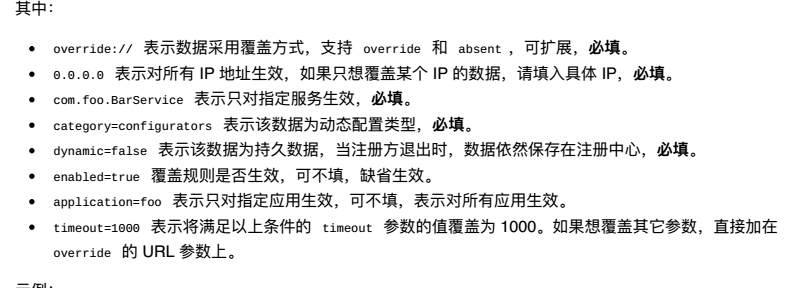 其中：
• override:// 表示数据采用覆盖方式，支持 override 和 absent ，可扩展，必填。
• 0.0.0.0 表示对所有 IP 地址生效，如果只想覆盖某个 IP 的数据，请填入具体 IP，必填。
• com.foo.BarService 表示只对指定服务生效，必填。
• category=configurators 表示该数据为动态配置类型，必填。
• dynamic=false 表示该数据为持久数据，当注册方退出时，数据依然保存在注册中心，必填。
• enabled=true 覆盖规则是否生效，可不填，缺省生效。
• application=foo 表示只对指定应用生效，可不填，表示对所有应用生效。
• timeout=1000 表示将满足以上条件的 timeout 参数的值覆盖为 1000。如果想覆盖其它参数，直接加在
override 的 URL 参数上。
示例：